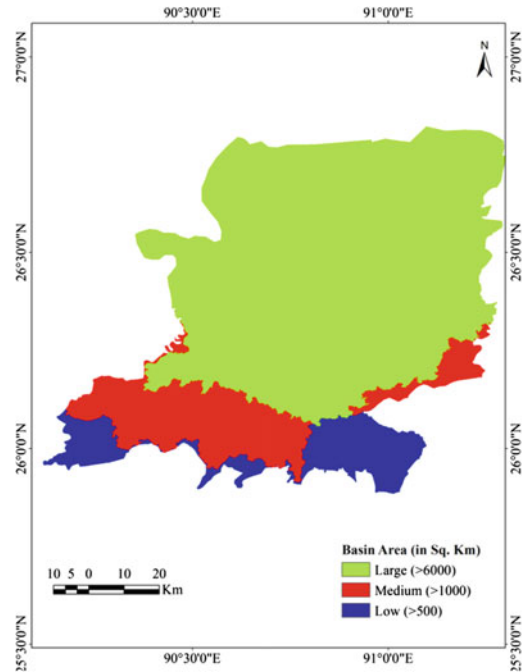 90°30'0"E 91°0'0"E
27°0'0"N 27°0'0"N
N
26°30'0"N 26°30'0"N
26°0'0"N 26°0'0"N
Basin Area (in Sq. Km)
Large (>6000)
Medium (>1000)
Low (>500)
10 5 0 10 20
Km
25°30'0"N 25°30'0"N
90°30'0"E 91°0'0"E